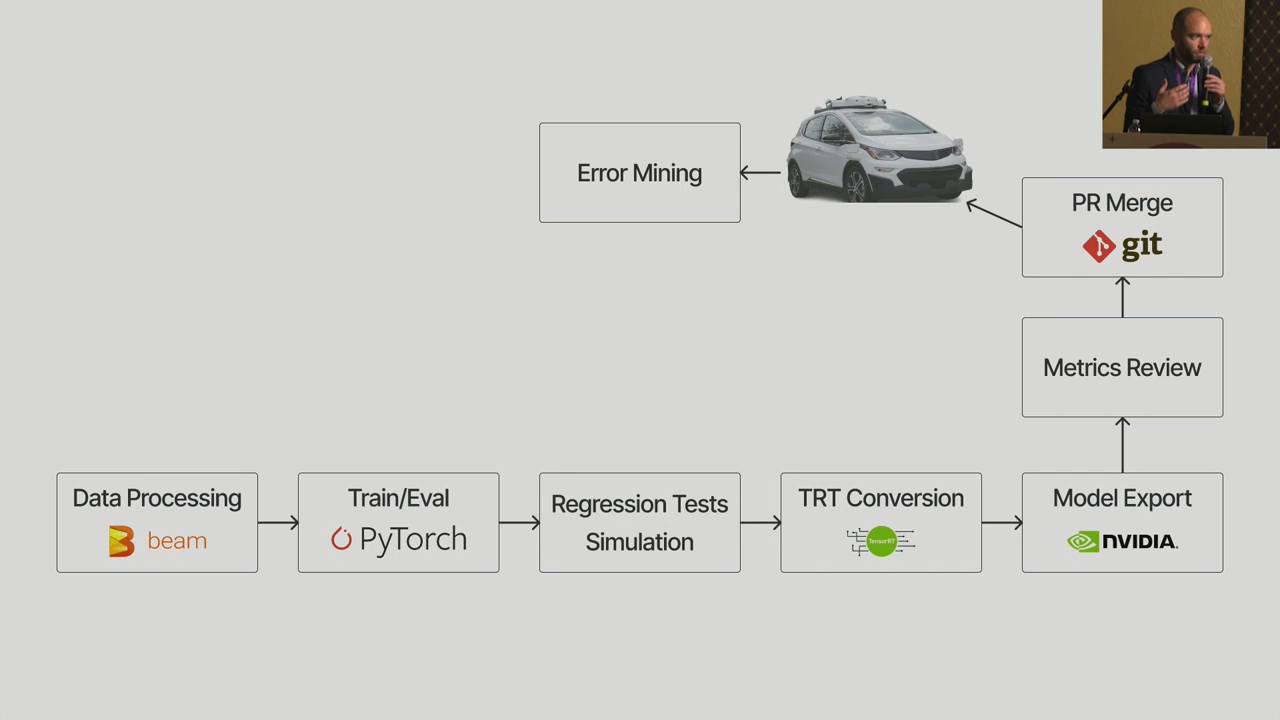 Error Mining
PR Merge
git
Metrics Review
Data Processing
beam
Train/Eval
PyTorch
Regression Tests
Simulation
TRT Conversion
TensorRT
Model Export
NVIDIA.